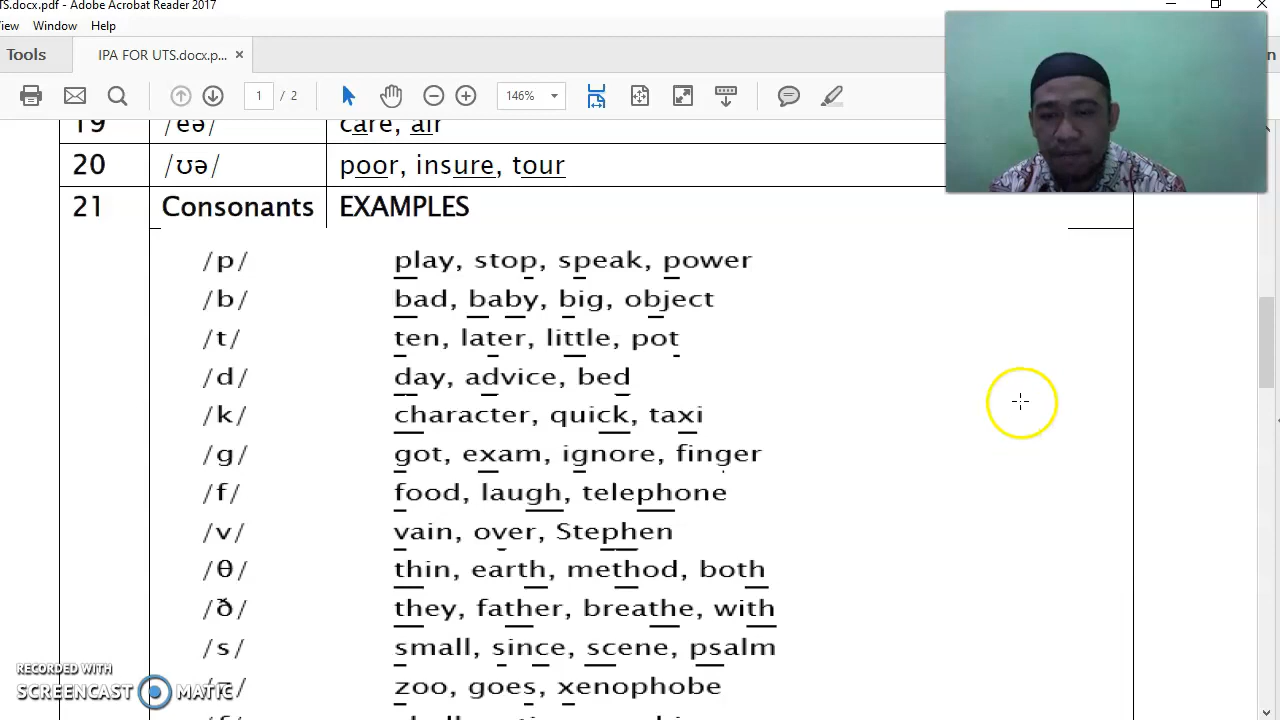 TS.docx.pdf - Adobe Acrobat Reader 2017
View Window Help
Tools IPA FOR UTS.docx.p... ×
1 / 2 146%
19 /eə/ care, air
20 /ʊə/ poor, insure, tour
21 Consonants EXAMPLES
/p/ play, stop, speak, power
/b/ bad, baby, big, object
/t/ ten, later, little, pot
/d/ day, advice, bed
/k/ character, quick, taxi
/g/ got, exam, ignore, finger
/f/ food, laugh, telephone
/v/ vain, over, Stephen
/θ/ thin, earth, method, both
/ð/ they, father, breathe, with
/s/ small, since, scene, psalm
zoo, goes, xenophobe
RECORDED WITH
SCREENCAST MATIC